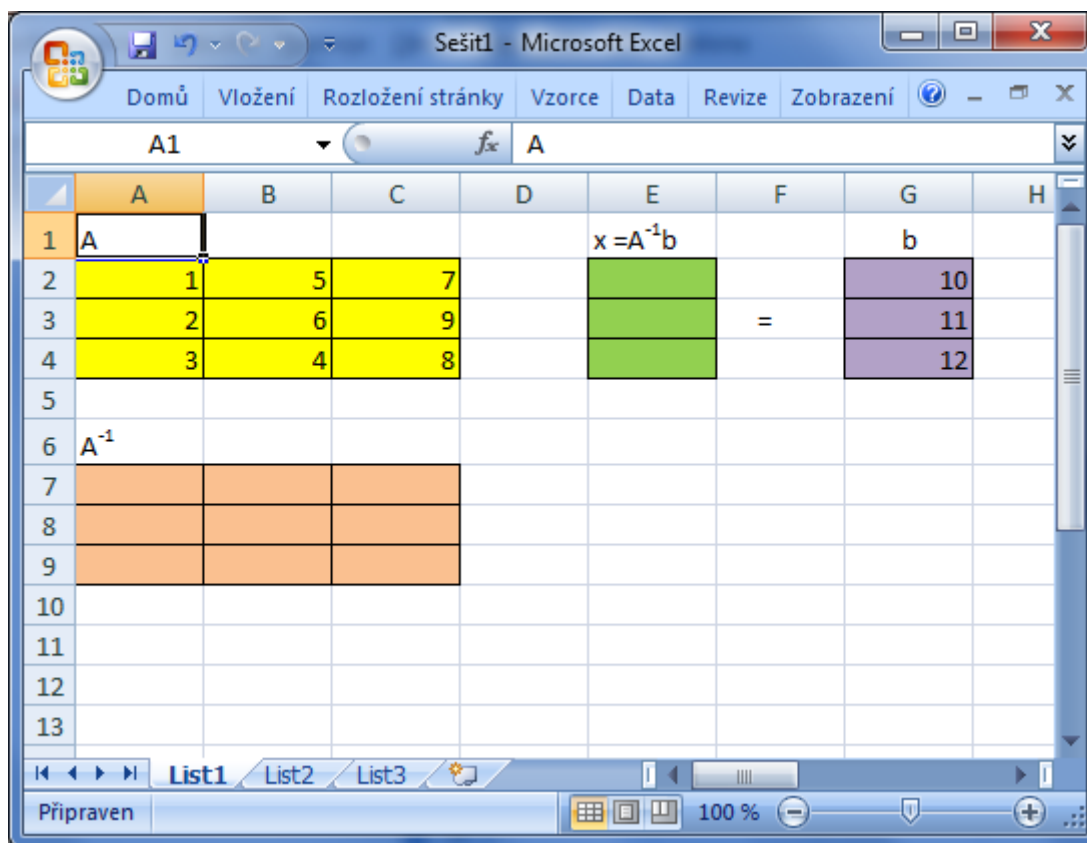 Sešit1 - Microsoft Excel
Domů Vložení Rozložení stránky Vzorce Data Revize Zobrazení
A1 fx A
A B C D E F G H
1 A x =A⁻¹b b
2 1 5 7 10
3 2 6 9 = 11
4 3 4 8 12
5
6 A⁻¹
7
8
9
10
11
12
13
List1 List2 List3
Připraven 100 %